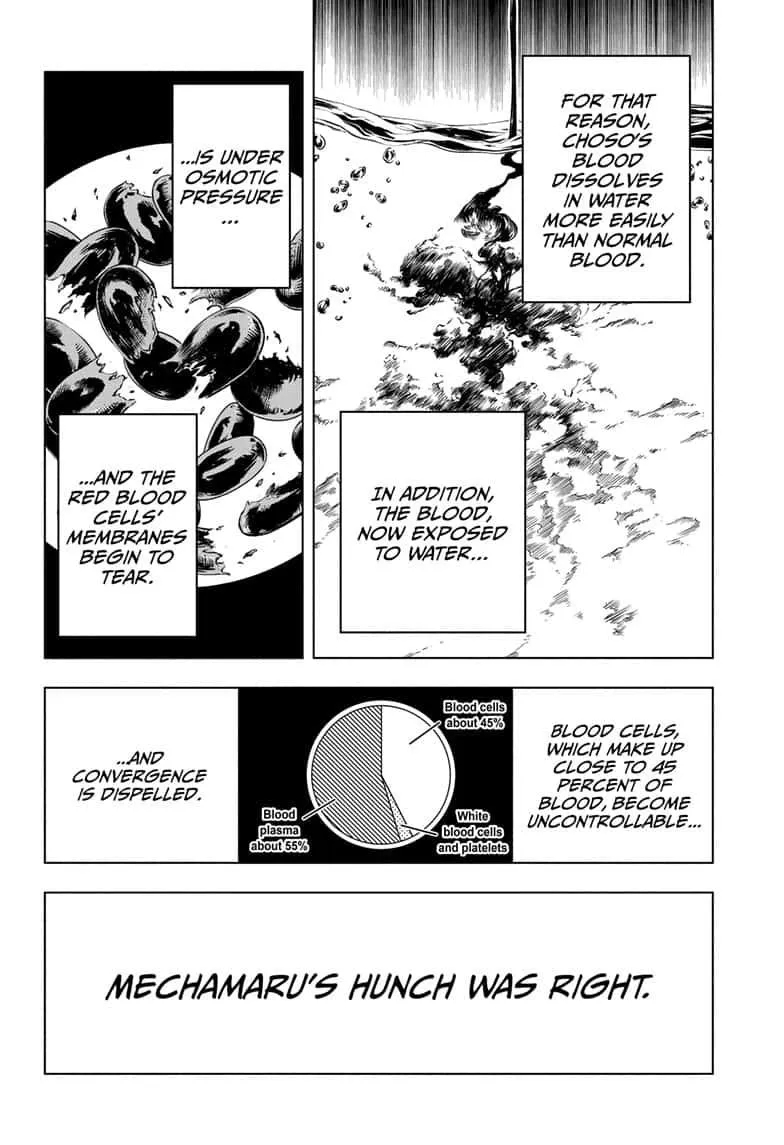 FOR THAT
REASON,
CHOSO'S
BLOOD
DISSOLVES
IN WATER
MORE EASILY
THAN NORMAL
BLOOD.
IN ADDITION,
THE BLOOD,
NOW EXPOSED
TO WATER...
...IS UNDER
OSMOTIC
PRESSURE
...
...AND THE
RED BLOOD
CELLS'
MEMBRANES
BEGIN TO
TEAR.
BLOOD CELLS,
WHICH MAKE UP
CLOSE TO 45
PERCENT OF
BLOOD, BECOME
UNCONTROLLABLE...
Blood cells
about 45%
White
blood cells
and platelets
Blood
plasma
about 55%
...AND
CONVERGENCE
IS DISPELLED.
MECHAMARU'S HUNCH WAS RIGHT.